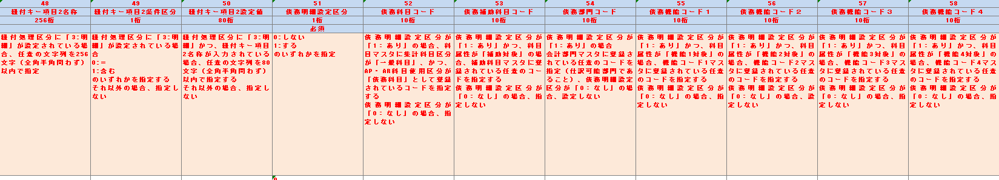 48
紐付キー項目2名称
256桁
紐付処理区分に「3:明
細」が設定されている場
合、任意の文字列を256
文字（全角半角問わず）
以内で指定
49
紐付キー項目2条件区分
1桁
紐付処理区分に「3:明
細」が設定されている場
合
0:=
1:含む
のいずれかを指定する
それ以外の場合、指定し
ない
50
紐付キー項目2設定値
80桁
紐付処理区分に「3:明
細」かつ、紐付キー項目
2名称が入力されている
場合、任意の文字列を80
文字（全角半角問わず）
以内で指定する
それ以外の場合、指定し
ない
51
債務明細設定区分
1桁
必須
0:しない
1:する
のいずれかを指定
0
52
債務科目コード
10桁
債務明細設定区分が
「1：あり」の場合、科
目マスタに集計科目区分
が「一般科目」、かつ、
AP・AR科目使用区分が
「債務科目」として登録
されているコードを指定
する
債務明細設定区分が
「0：なし」の場合、指
定しない
53
債務補助科目コード
10桁
債務明細設定区分が
「1：あり」かつ、科目
属性が「補助対象」の場
合、補助科目マスタに登
録されている任意のコー
ドを指定する
債務明細設定区分が
「0：なし」の場合、指
定しない
54
債務部門コード
10桁
債務明細設定区分が
「1：あり」の場合
会計部門マスタに登録さ
れている任意のコードを
指定（仕訳可能部門であ
ること）、債務明細設定
区分が「0：なし」の場
合、設定しない
55
債務機能コード１
10桁
債務明細設定区分が
「1：あり」かつ、科目
属性が「機能1対象」の
場合、機能コード1マス
タに登録されている任意
のコードを指定する
債務明細設定区分が
「0：なし」の場合、指
定しない
56
債務機能コード２
10桁
債務明細設定区分が
「1：あり」かつ、科目
属性が「機能2対象」の
場合、機能コード2マス
タに登録されている任意
のコードを指定する
債務明細設定区分が
「0：なし」の場合、設
定しない
57
債務機能コード３
10桁
債務明細設定区分が
「1：あり」かつ、科目
属性が「機能3対象」の
場合、機能コード3マス
タに登録されている任意
のコードを指定する
債務明細設定区分が
「0：なし」の場合、指
定しない
58
債務機能コード４
10桁
債務明細設定区分が
「1：あり」かつ、科目
属性が「機能4対象」の
場合、機能コード4マス
タに登録されている任意
のコードを指定する
債務明細設定区分が
「0：なし」の場合、指
定しない